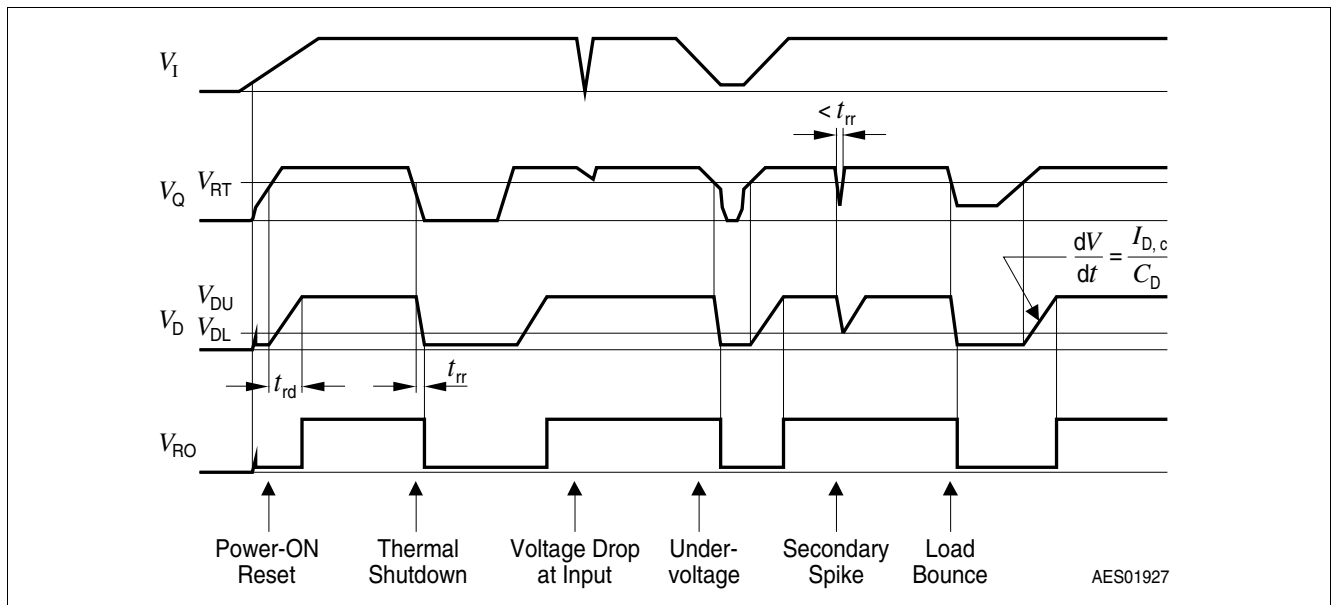 V_I
< t_rr
V_Q V_RT
dV/dt = I_D, c/C_D
V_DU
V_D V_DL
t_rd
t_rr
V_RO
Power-ON Reset
Thermal Shutdown
Voltage Drop at Input
Under-voltage
Secondary Spike
Load Bounce
AES01927